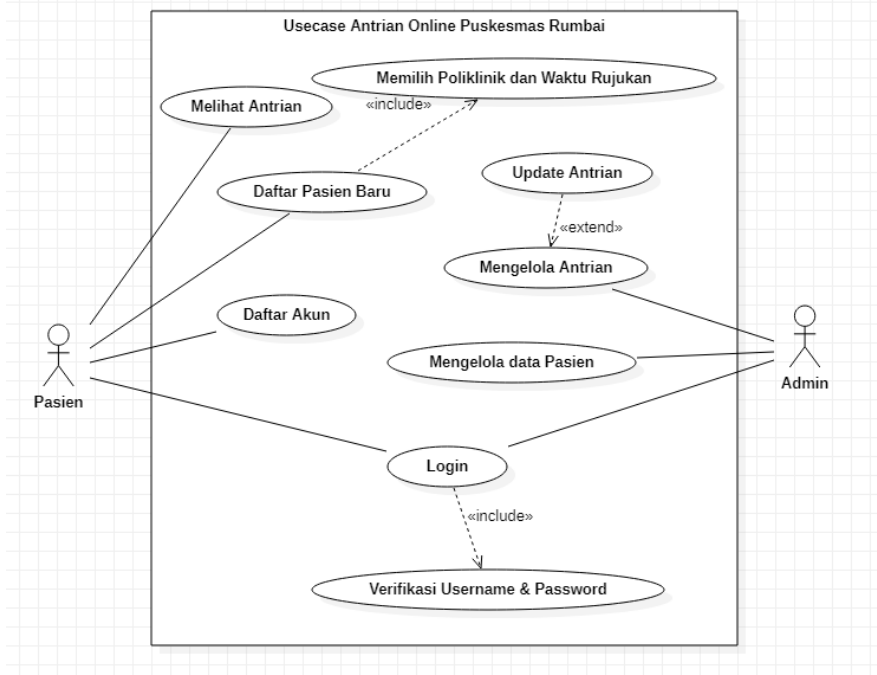 Usecase Antrian Online Puskesmas Rumbai
Memilih Poliklinik dan Waktu Rujukan
Melihat Antrian
«include»
Update Antrian
Daftar Pasien Baru
«extend»
Mengelola Antrian
Daftar Akun
Mengelola data Pasien
Admin
Pasien
Login
«include»
Verifikasi Username & Password